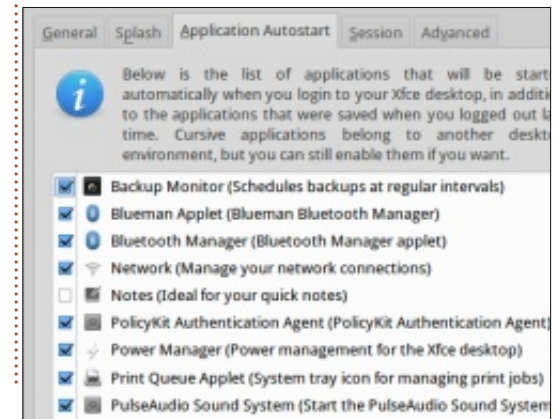 General Splash Application Autostart Session Advanced
Below is the list of applications that will be start
automatically when you login to your Xfce desktop, in additi
to the applications that were saved when you logged out la
time. Cursive applications belong to another deskt
environment, but you can still enable them if you want.
Backup Monitor (Schedules backups at regular intervals)
Blueman Applet (Blueman Bluetooth Manager)
Bluetooth Manager (Bluetooth Manager applet)
Network (Manage your network connections)
Notes (Ideal for your quick notes)
PolicyKit Authentication Agent (PolicyKit Authentication Agent)
Power Manager (Power management for the Xfce desktop)
Print Queue Applet (System tray icon for managing print jobs)
PulseAudio Sound System (Start the PulseAudio Sound System